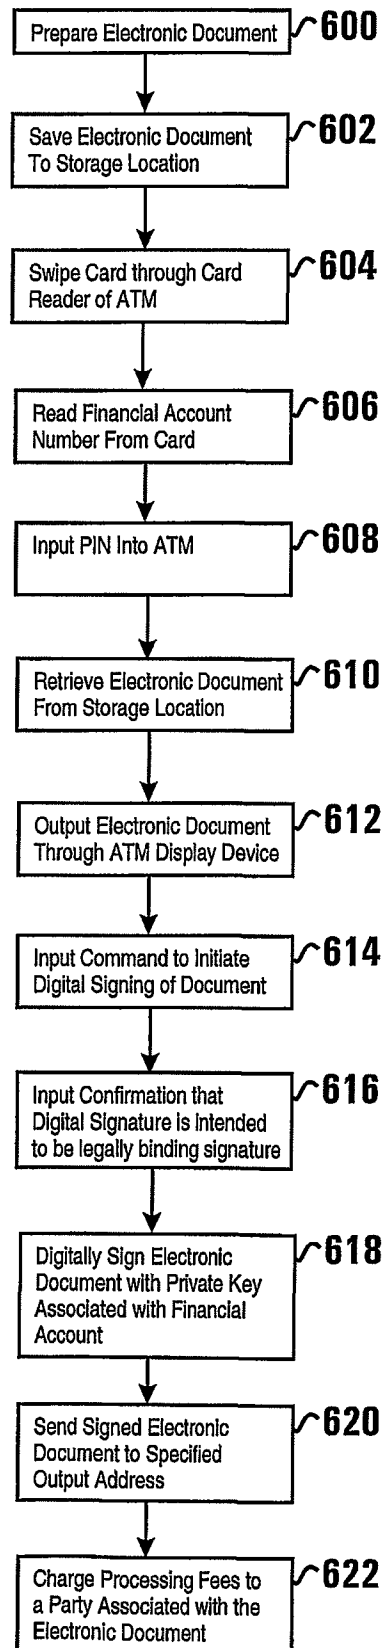 Prepare Electronic Document
600
Save Electronic Document
To Storage Location
602
Swipe Card through Card
Reader of ATM
604
Read Financial Account
Number From Card
606
Input PIN Into ATM
608
Retrieve Electronic Document
From Storage Location
610
Output Electronic Document
Through ATM Display Device
612
Input Command to Initiate
Digital Signing of Document
614
Input Confirmation that
Digital Signature is intended
to be legally binding signature
616
Digitally Sign Electronic
Document with Private Key
Associated with Financial
Account
618
Send Signed Electronic
Document to Specified
Output Address
620
Charge Processing Fees to
a Party Associated with the
Electronic Document
622